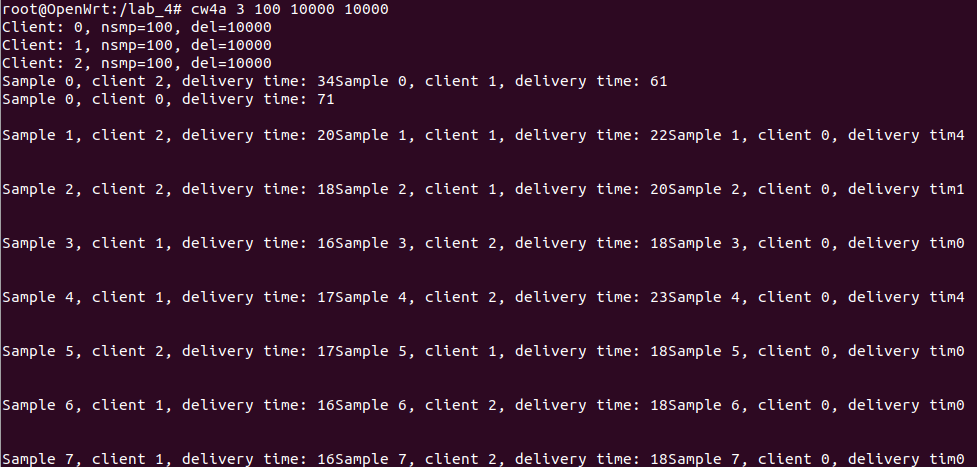 root@OpenWrt:/lab_4# cw4a 3 100 10000 10000
Client: 0, nsmp=100, del=10000
Client: 1, nsmp=100, del=10000
Client: 2, nsmp=100, del=10000
Sample 0, client 2, delivery time: 34Sample 0, client 1, delivery time: 61
Sample 0, client 0, delivery time: 71
Sample 1, client 2, delivery time: 20Sample 1, client 1, delivery time: 22Sample 1, client 0, delivery tim4
Sample 2, client 2, delivery time: 18Sample 2, client 1, delivery time: 20Sample 2, client 0, delivery tim1
Sample 3, client 1, delivery time: 16Sample 3, client 2, delivery time: 18Sample 3, client 0, delivery tim0
Sample 4, client 1, delivery time: 17Sample 4, client 2, delivery time: 23Sample 4, client 0, delivery tim4
Sample 5, client 2, delivery time: 17Sample 5, client 1, delivery time: 18Sample 5, client 0, delivery tim0
Sample 6, client 1, delivery time: 16Sample 6, client 2, delivery time: 18Sample 6, client 0, delivery tim0
Sample 7, client 1, delivery time: 16Sample 7, client 2, delivery time: 18Sample 7, client 0, delivery tim0